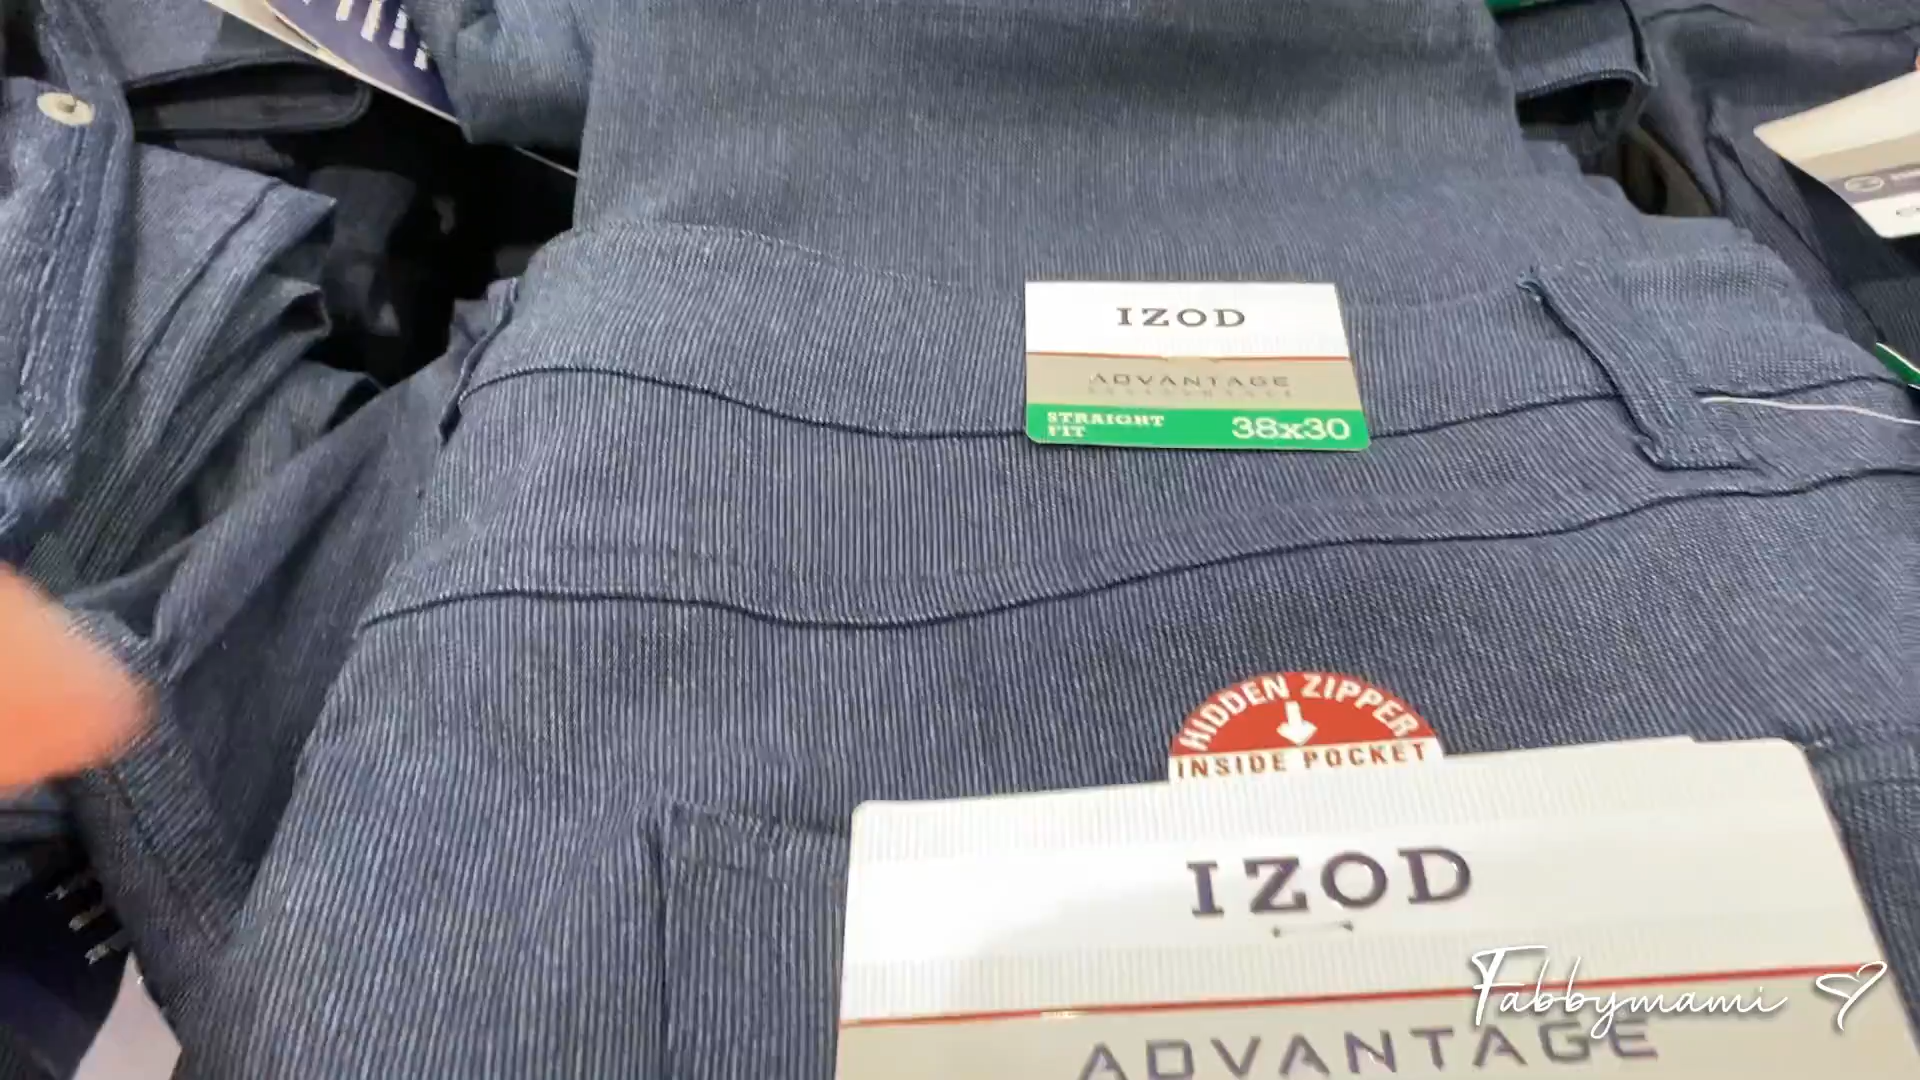 IZOD
ADVANTAGE
STRAIGHT
FIT
38x30
HIDDEN ZIPPER
INSIDE POCKET
IZOD
ADVANTAGE
Fabbymami